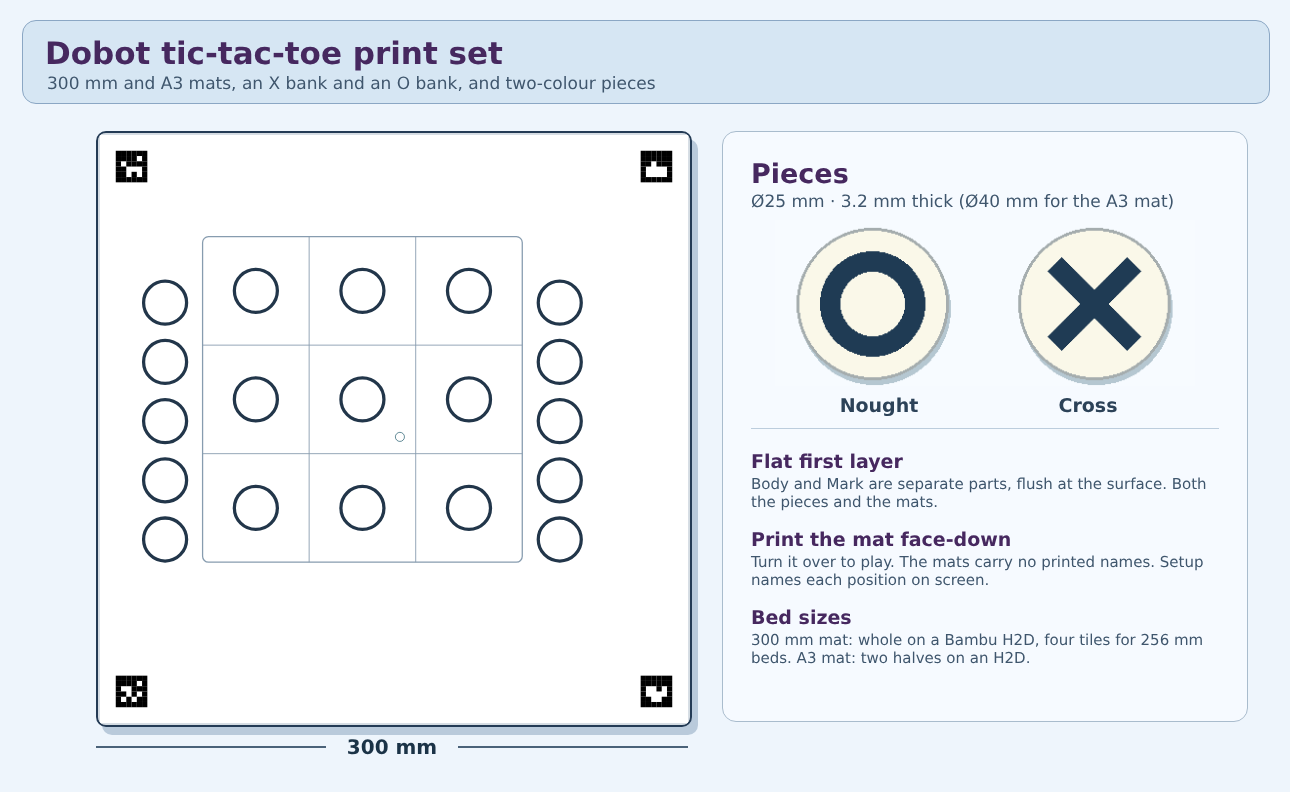 Dobot tic-tac-toe print set
300 mm and A3 mats, an X bank and an O bank, and two-colour pieces
Pieces
Ø25 mm · 3.2 mm thick (Ø40 mm for the A3 mat)
Nought
Cross
Flat first layer
Body and Mark are separate parts, flush at the surface. Both
the pieces and the mats.
Print the mat face-down
Turn it over to play. The mats carry no printed names. Setup
names each position on screen.
Bed sizes
300 mm mat: whole on a Bambu H2D, four tiles for 256 mm
beds. A3 mat: two halves on an H2D.
300 mm